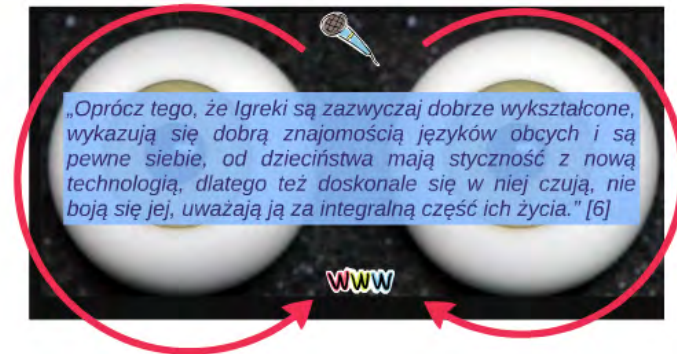 „Oprócz tego, że Igreki są zazwyczaj dobrze wykształcone,
wykazują się dobrą znajomością języków obcych i są
pewne siebie, od dzieciństwa mają styczność z nową
technologią, dlatego też doskonale się w niej czują, nie
boją się jej, uważają ją za integralną część ich życia.” [6]
www